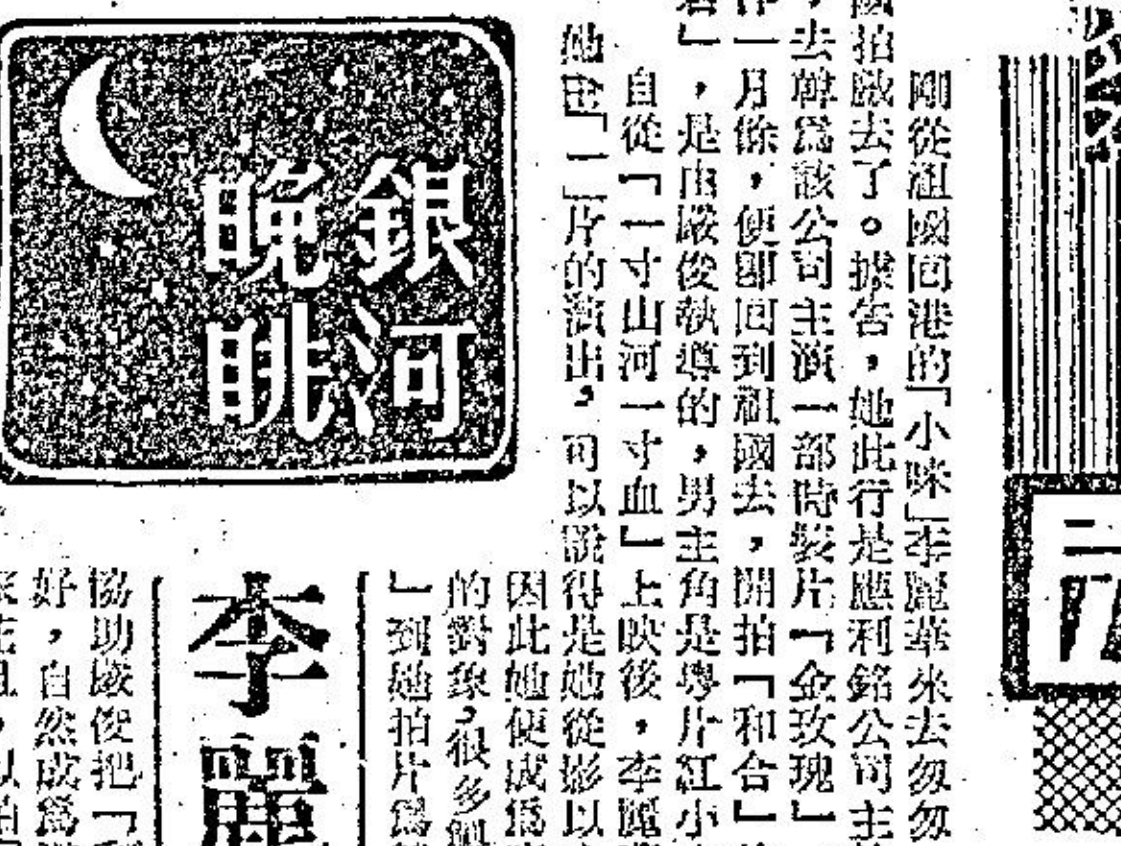 剛從祖國回港的「小咪」李麗華來去匆匆
國拍戲去了。據告，她此行是應利銘公司主
，去韓爲該公司主演一部時裝片「金玫瑰」
作一月餘，便卽回到祖國去，開拍「和合」
君」，是由嚴俊執導的，男主角是粤片紅小
自從「一寸山河一寸血」上映後，李麗
她由「一」片的演出，可以說得是她從影以
因此她便成爲
的對象，很多
」到她拍片爲
李麗
協助嚴俊把「
好，自然成爲
銀河
晚眺